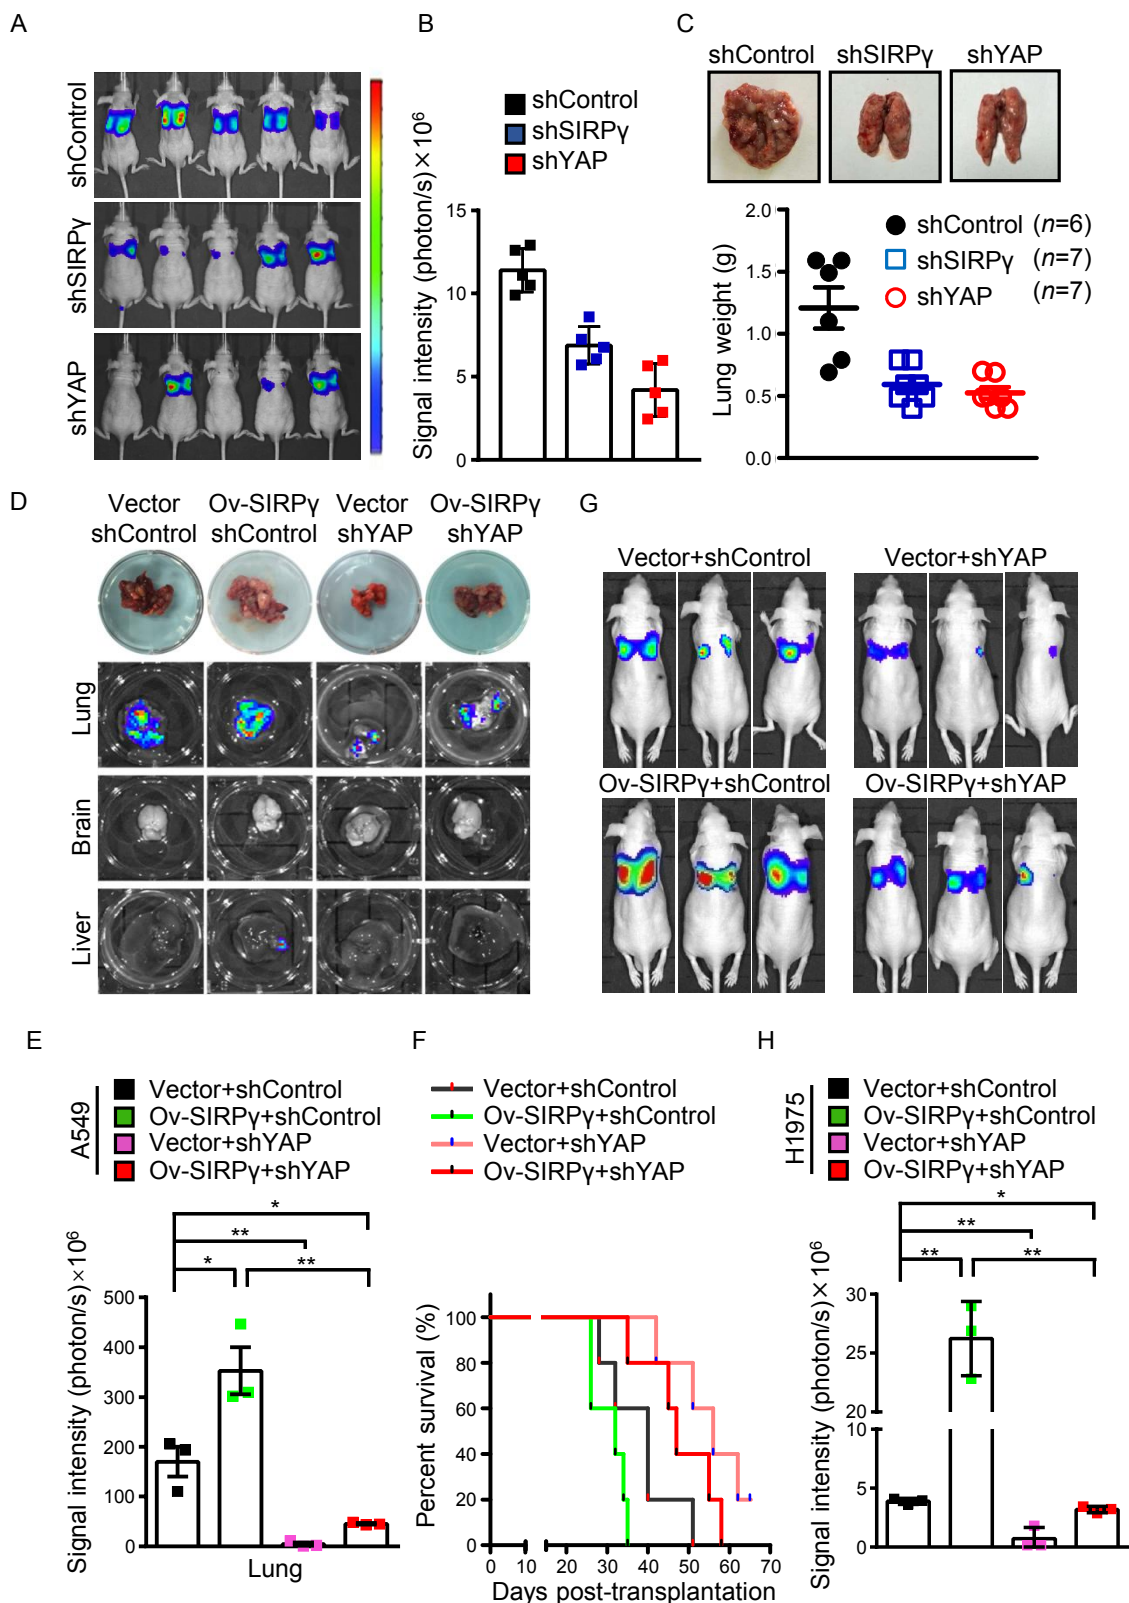 A
shControl
shSIRPγ
shYAP
B
shControl
shSIRPγ
shYAP
Signal intensity (photon/s)×10⁶
15
10
5
0
C
shControl shSIRPγ shYAP
Lung weight (g)
2.0
1.5
1.0
0.5
0.0
shControl (n=6)
shSIRPγ (n=7)
shYAP (n=7)
D
Vector Ov-SIRPγ Vector Ov-SIRPγ
shControl shControl shYAP shYAP
Lung
Brain
Liver
G
Vector+shControl Vector+shYAP
Ov-SIRPγ+shControl Ov-SIRPγ+shYAP
E
A549
Vector+shControl
Ov-SIRPγ+shControl
Vector+shYAP
Ov-SIRPγ+shYAP
*
**
* **
Signal intensity (photon/s)×10⁶
500
400
300
200
100
0
Lung
F
Vector+shControl
Ov-SIRPγ+shControl
Vector+shYAP
Ov-SIRPγ+shYAP
Percent survival (%)
100
80
60
40
20
0
0 10 20 30 40 50 60 70
Days post-transplantation
H
H1975
Vector+shControl
Ov-SIRPγ+shControl
Vector+shYAP
Ov-SIRPγ+shYAP
*
**
** **
Signal intensity (photon/s)×10⁶
30
25
20
10
5
0